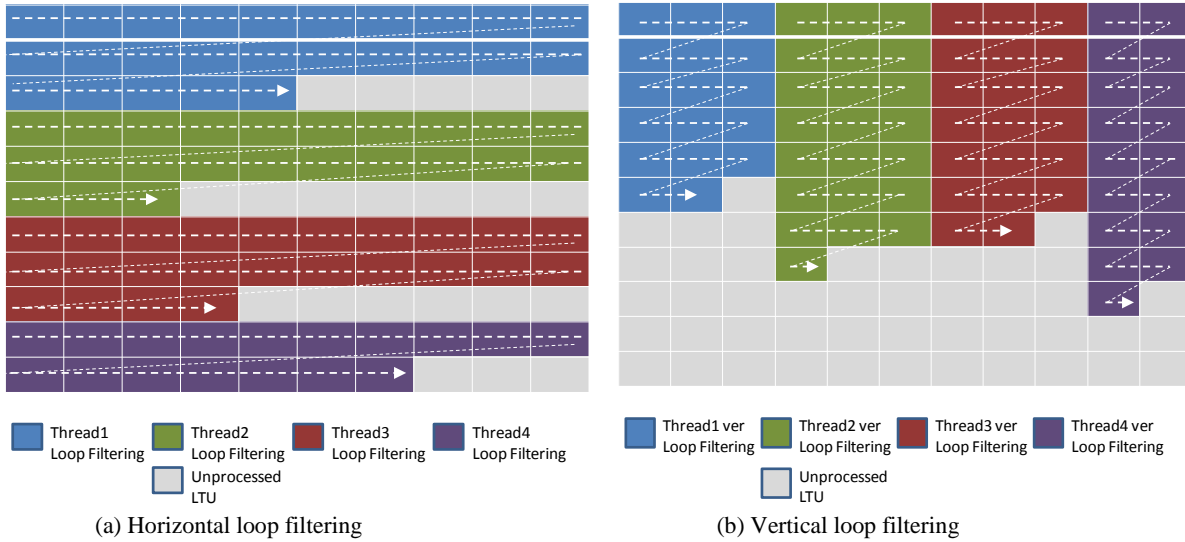 Thread1
Loop Filtering
Thread2
Loop Filtering
Thread3
Loop Filtering
Thread4
Loop Filtering
Unprocessed
LTU
(a) Horizontal loop filtering
Thread1 ver
Loop Filtering
Thread2 ver
Loop Filtering
Thread3 ver
Loop Filtering
Thread4 ver
Loop Filtering
Unprocessed
LTU
(b) Vertical loop filtering